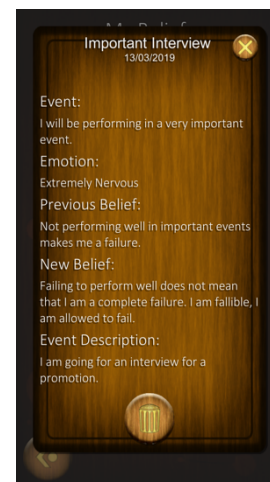 My Belief
Important Interview
13/03/2019
Event:
I will be performing in a very important
event.
Emotion:
Extremely Nervous
Previous Belief:
Not performing well in important events
makes me a failure.
New Belief:
Failing to perform well does not mean
that I am a complete failure. I am fallible, I
am allowed to fail.
Event Description:
I am going for an interview for a
promotion.